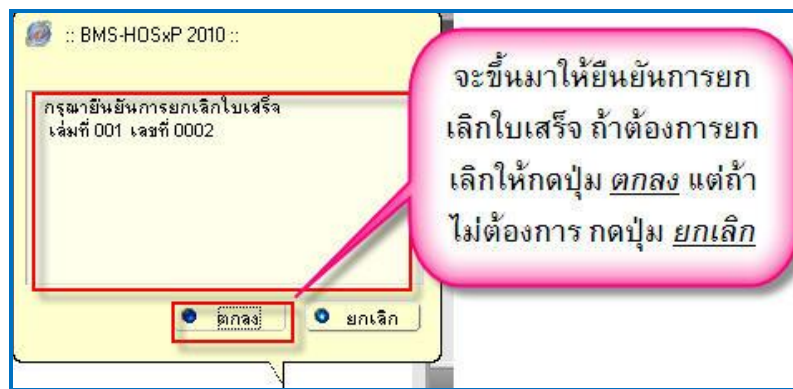 :: BMS-HOSxP 2010 ::
กรุณายืนยันการยกเลิกใบเสร็จ
เล่มที่ 001 เลขที่ 0002
ตกลง
ยกเลิก
จะขึ้นมาให้ยืนยันการยก
เลิกใบเสร็จ ถ้าต้องการยก
เลิกให้กดปุ่ม ตกลง แต่ถ้า
ไม่ต้องการ กดปุ่ม ยกเลิก